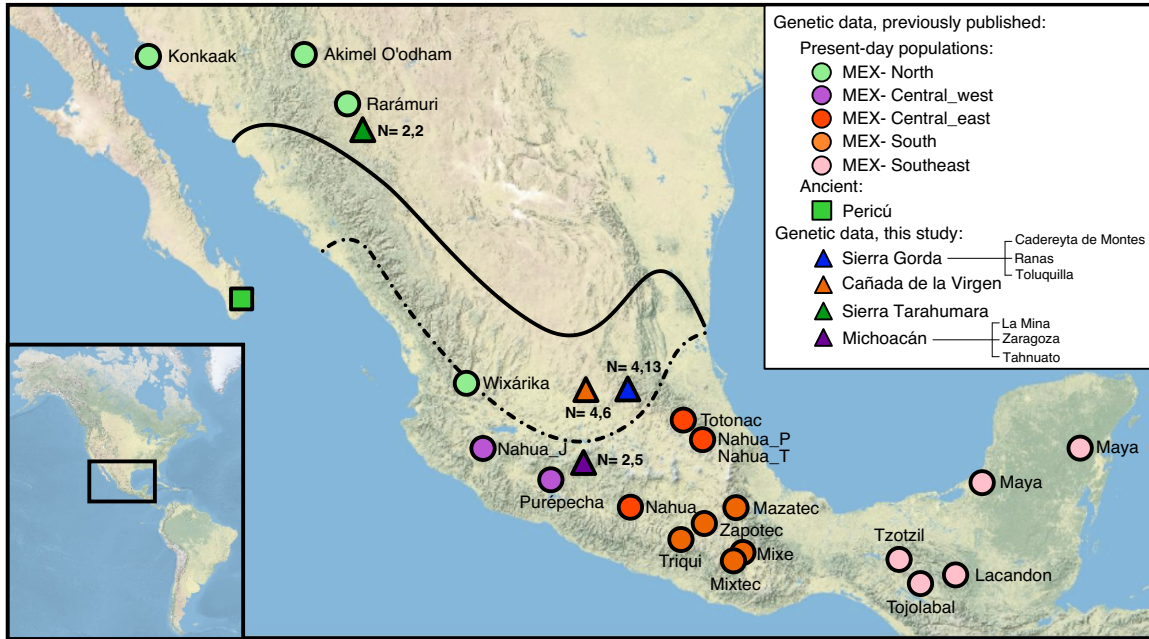 Konkaak
Akimel O'odham
Rarámuri
N= 2,2
Wixárika
N= 4,13
N= 4,6
Totonac
Nahua_P
Nahua_T
Nahua_J
N= 2,5
Purépecha
Nahua
Mazatec
Zapotec
Triqui
Mixe
Mixtec
Maya
Maya
Tzotzil
Lacandon
Tojolabal
Genetic data, previously published:
Present-day populations:
MEX- North
MEX- Central_west
MEX- Central_east
MEX- South
MEX- Southeast
Ancient:
Pericú
Genetic data, this study:
Sierra Gorda
Cadereyta de Montes
Ranas
Toluquilla
Cañada de la Virgen
Sierra Tarahumara
Michoacán
La Mina
Zaragoza
Tahnuato